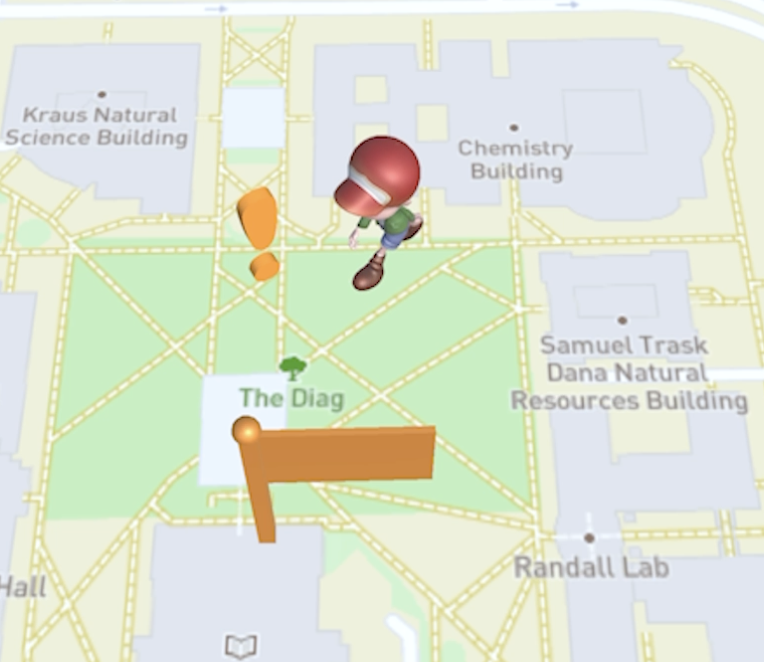 Kraus Natural
Science Building
Chemistry
Building
Samuel Trask
Dana Natural
Resources Building
The Diag
Randall Lab
Hall